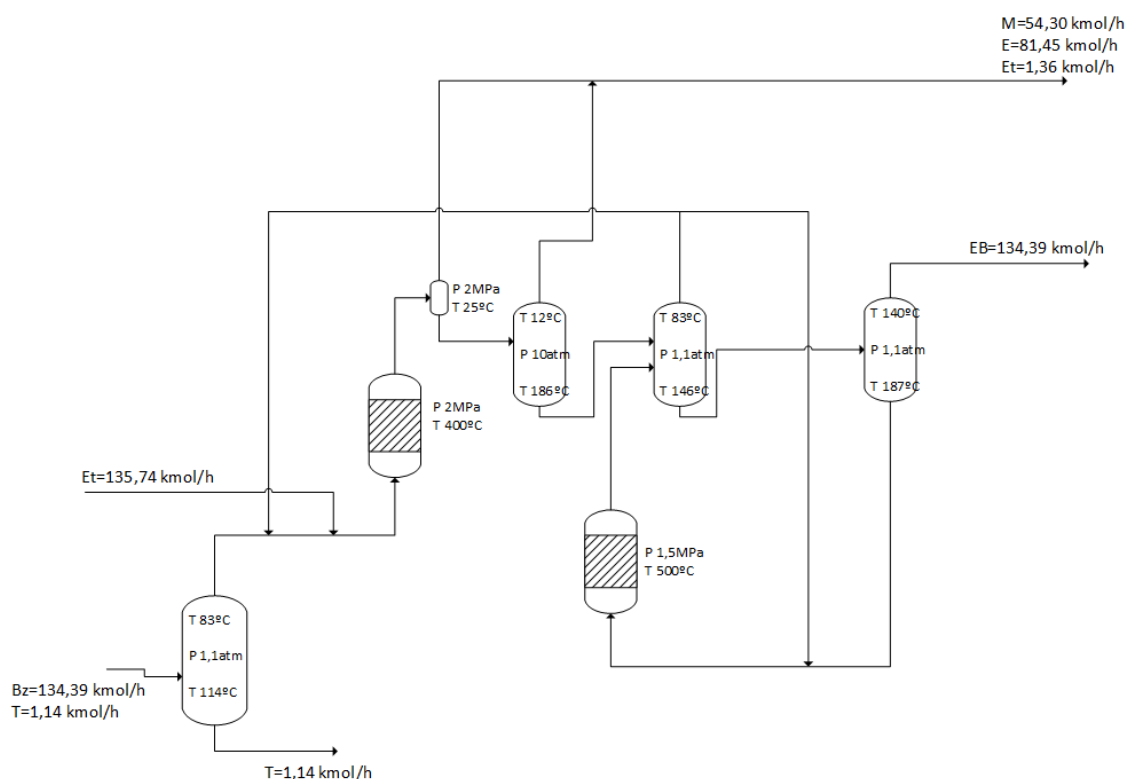 M=54,30 kmol/h
E=81,45 kmol/h
Et=1,36 kmol/h
EB=134,39 kmol/h
P 2MPa
T 25ºC
T 12ºC
P 10atm
T 186ºC
T 83ºC
P 1,1atm
T 146ºC
T 140ºC
P 1,1atm
T 187ºC
P 2MPa
T 400ºC
Et=135,74 kmol/h
P 1,5MPa
T 500ºC
T 83ºC
P 1,1atm
T 114ºC
Bz=134,39 kmol/h
T=1,14 kmol/h
T=1,14 kmol/h